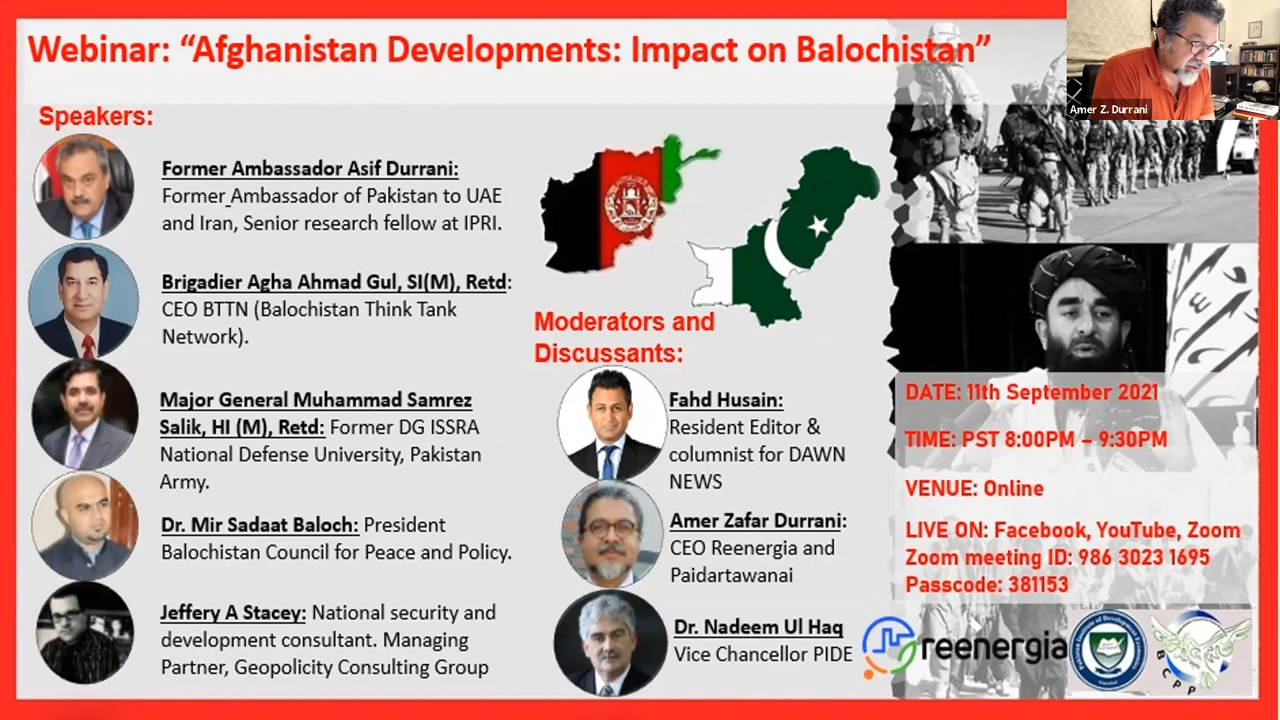 Webinar: “Afghanistan Developments: Impact on Balochistan”
Amer Z. Durrani
Speakers:
Former Ambassador Asif Durrani:
Former Ambassador of Pakistan to UAE
and Iran, Senior research fellow at IPRI.
Brigadier Agha Ahmad Gul, SI(M), Retd:
CEO BTTN (Balochistan Think Tank
Network).
Major General Muhammad Samrez
Salik, HI (M), Retd: Former DG ISSRA
National Defense University, Pakistan
Army.
Dr. Mir Sadaat Baloch: President
Balochistan Council for Peace and Policy.
Jeffery A Stacey: National security and
development consultant. Managing
Partner, Geopolicity Consulting Group
Moderators and
Discussants:
Fahd Husain:
Resident Editor &
columnist for DAWN
NEWS
Amer Zafar Durrani:
CEO Reenergia and
Paidartawanai
Dr. Nadeem Ul Haq
Vice Chancellor PIDE
DATE: 11th September 2021
TIME: PST 8:00PM – 9:30PM
VENUE: Online
LIVE ON: Facebook, YouTube, Zoom
Zoom meeting ID: 986 3023 1695
Passcode: 381153
reenergia
BCPP